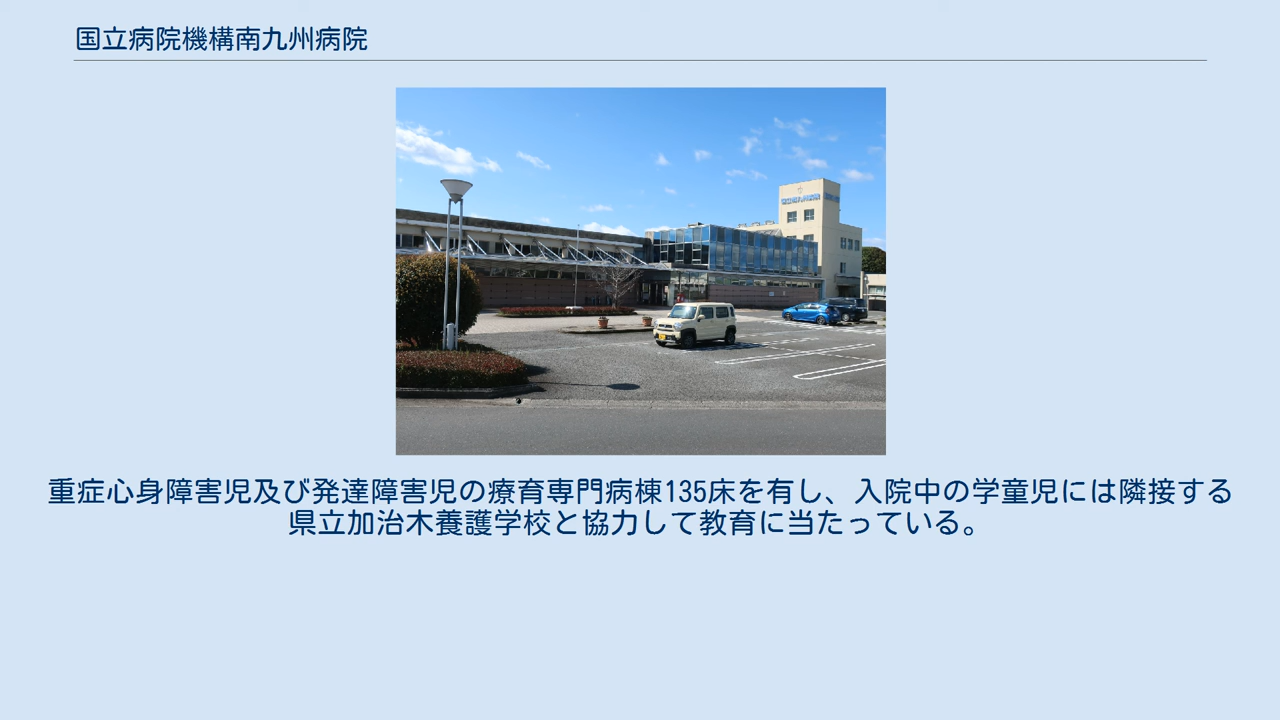 国立病院機構南九州病院
重症心身障害児及び発達障害児の療育専門病棟135床を有し、入院中の学童児には隣接する
県立加治木養護学校と協力して教育に当たっている。